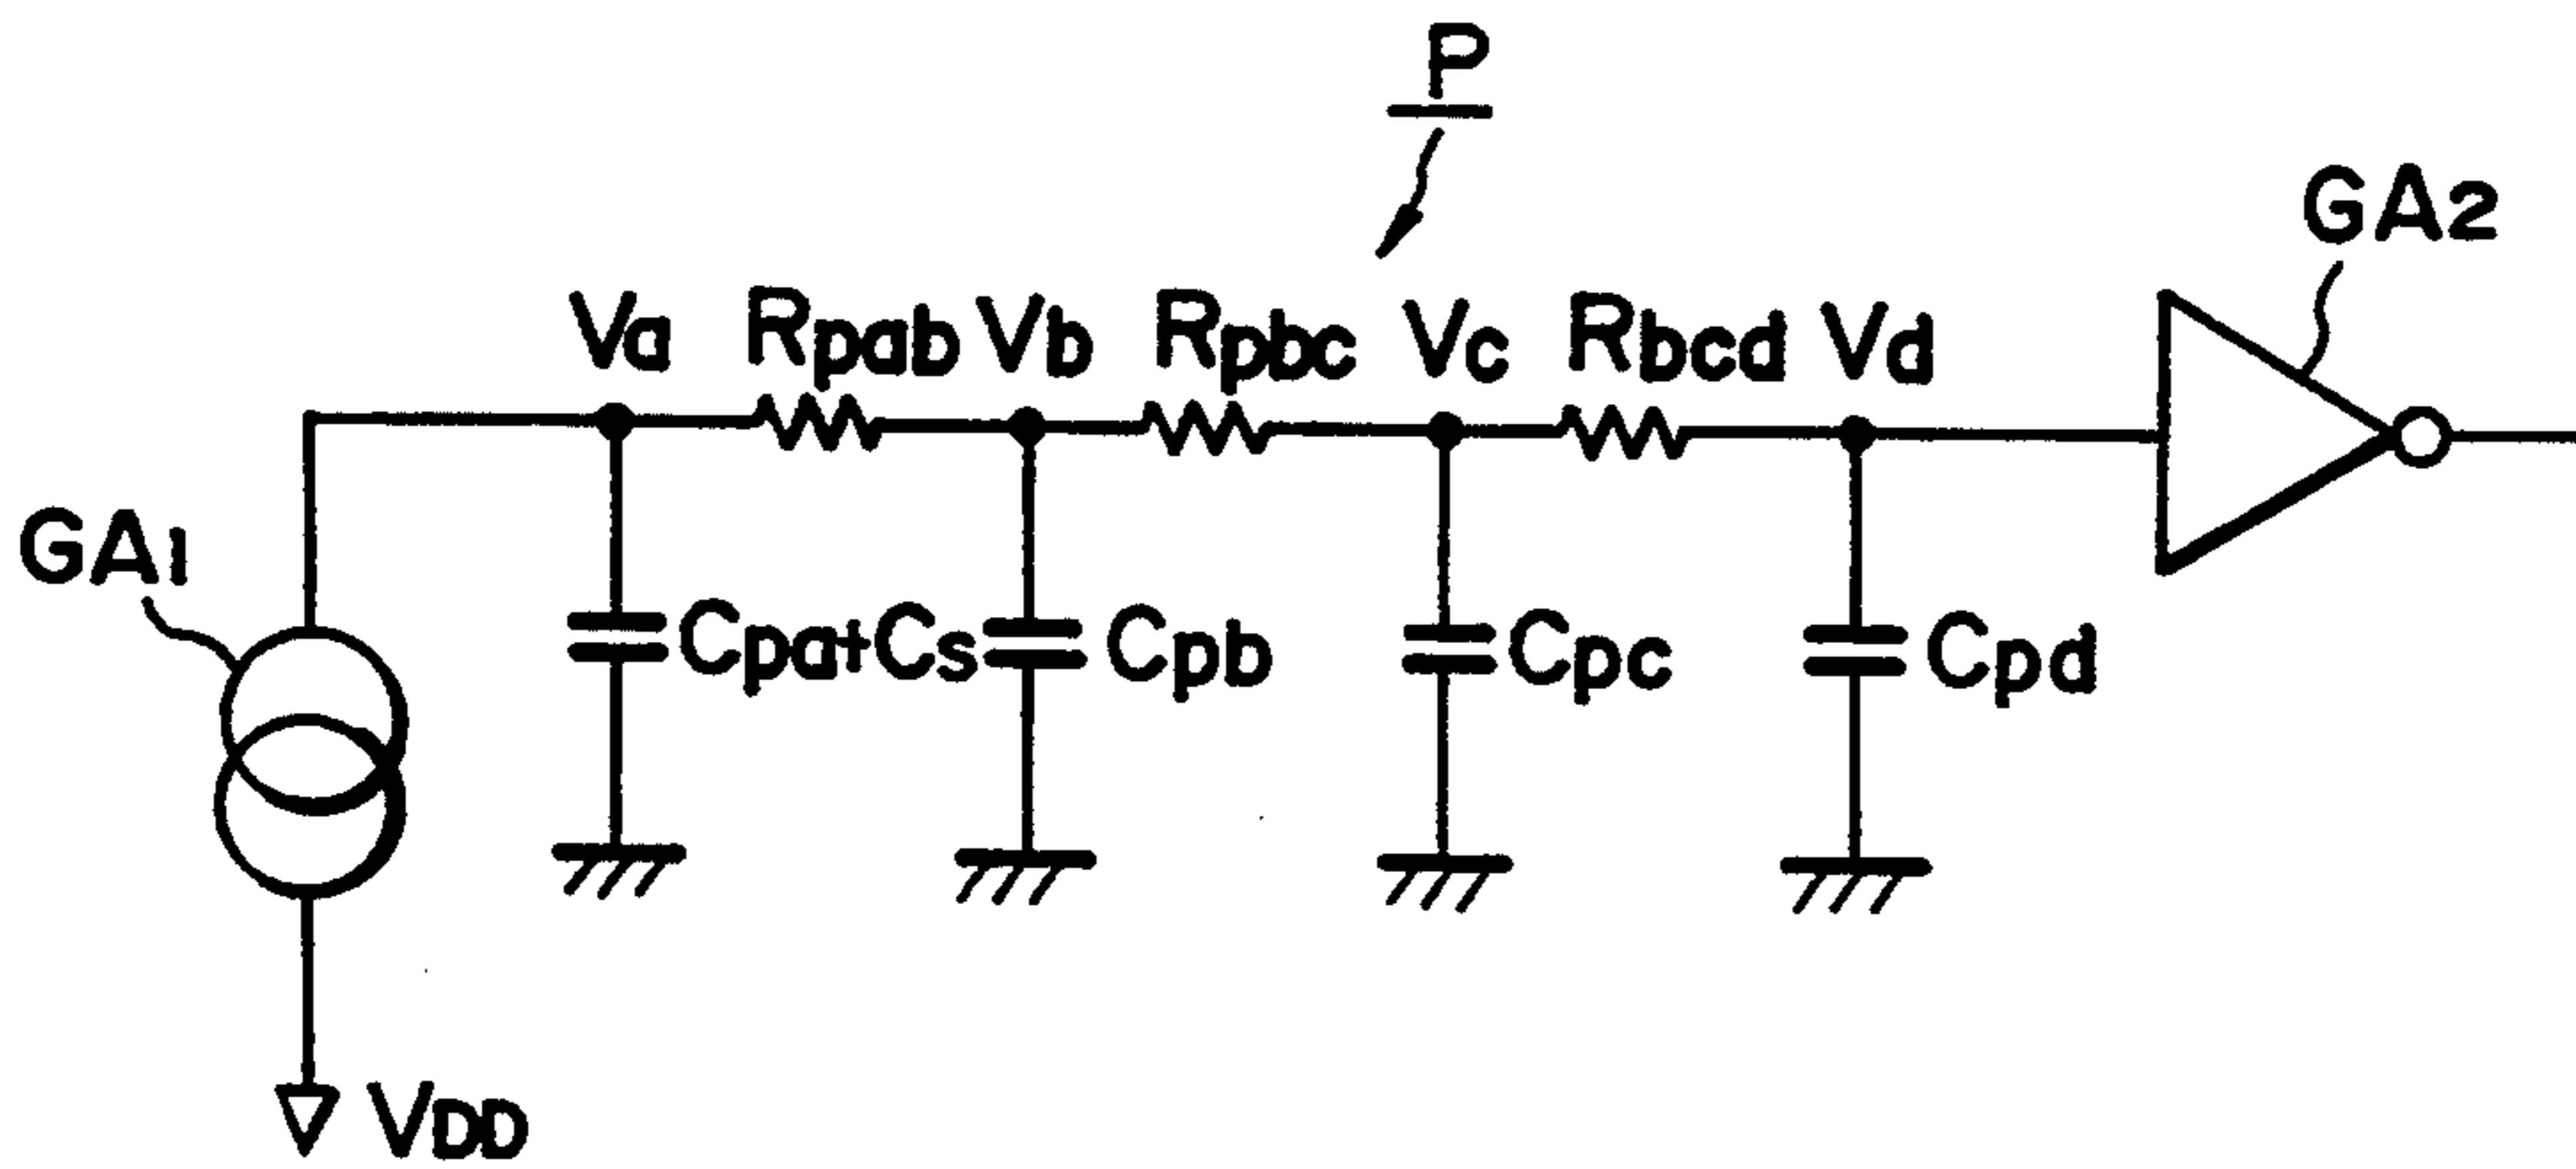 P
GA2
Va Rpab Vb Rpbc Vc Rbcd Vd
GA1
Cpa+Cs Cpb Cpc Cpd
VDD